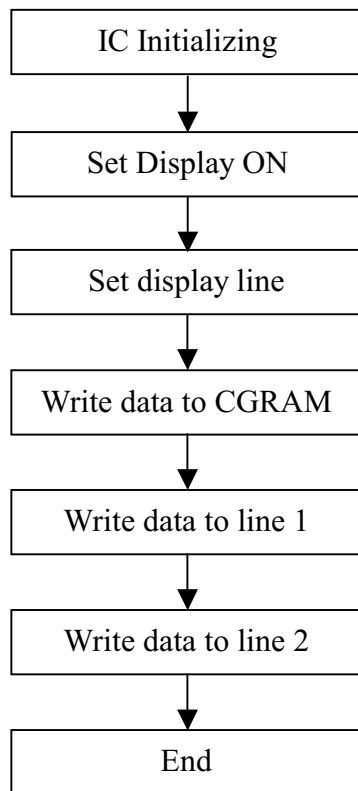 IC Initializing
Set Display ON
Set display line
Write data to CGRAM
Write data to line 1
Write data to line 2
End